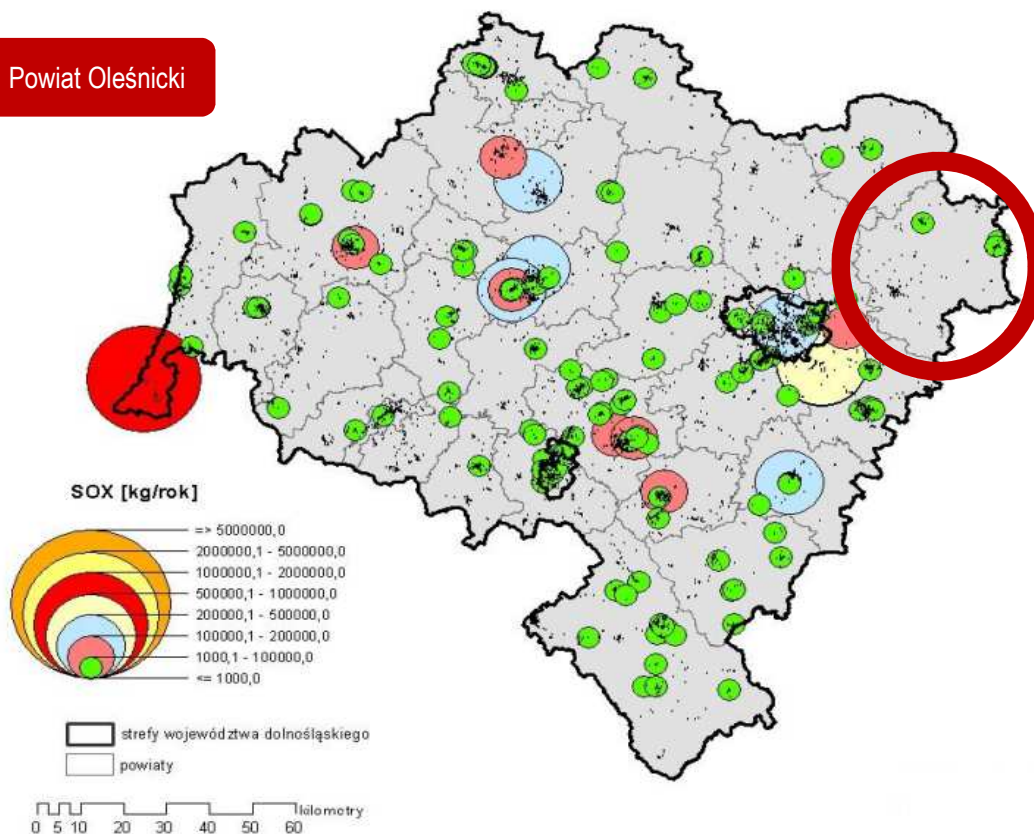 Powiat Oleśnicki
SOX [kg/rok]
=> 5000000,0
2000000,1 - 5000000,0
1000000,1 - 2000000,0
500000,1 - 1000000,0
200000,1 - 500000,0
100000,1 - 200000,0
1000,1 - 100000,0
<= 1000,0
strefy województwa dolnośląskiego
powiaty
kilometry
0 5 10 20 30 40 50 60